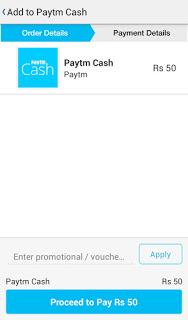 Add to Paytm Cash
Order Details Payment Details
PAYTM
Cash
Paytm Cash
Paytm
Rs 50
Enter promotional / vouche...
Apply
Paytm Cash Rs 50
Proceed to Pay Rs 50